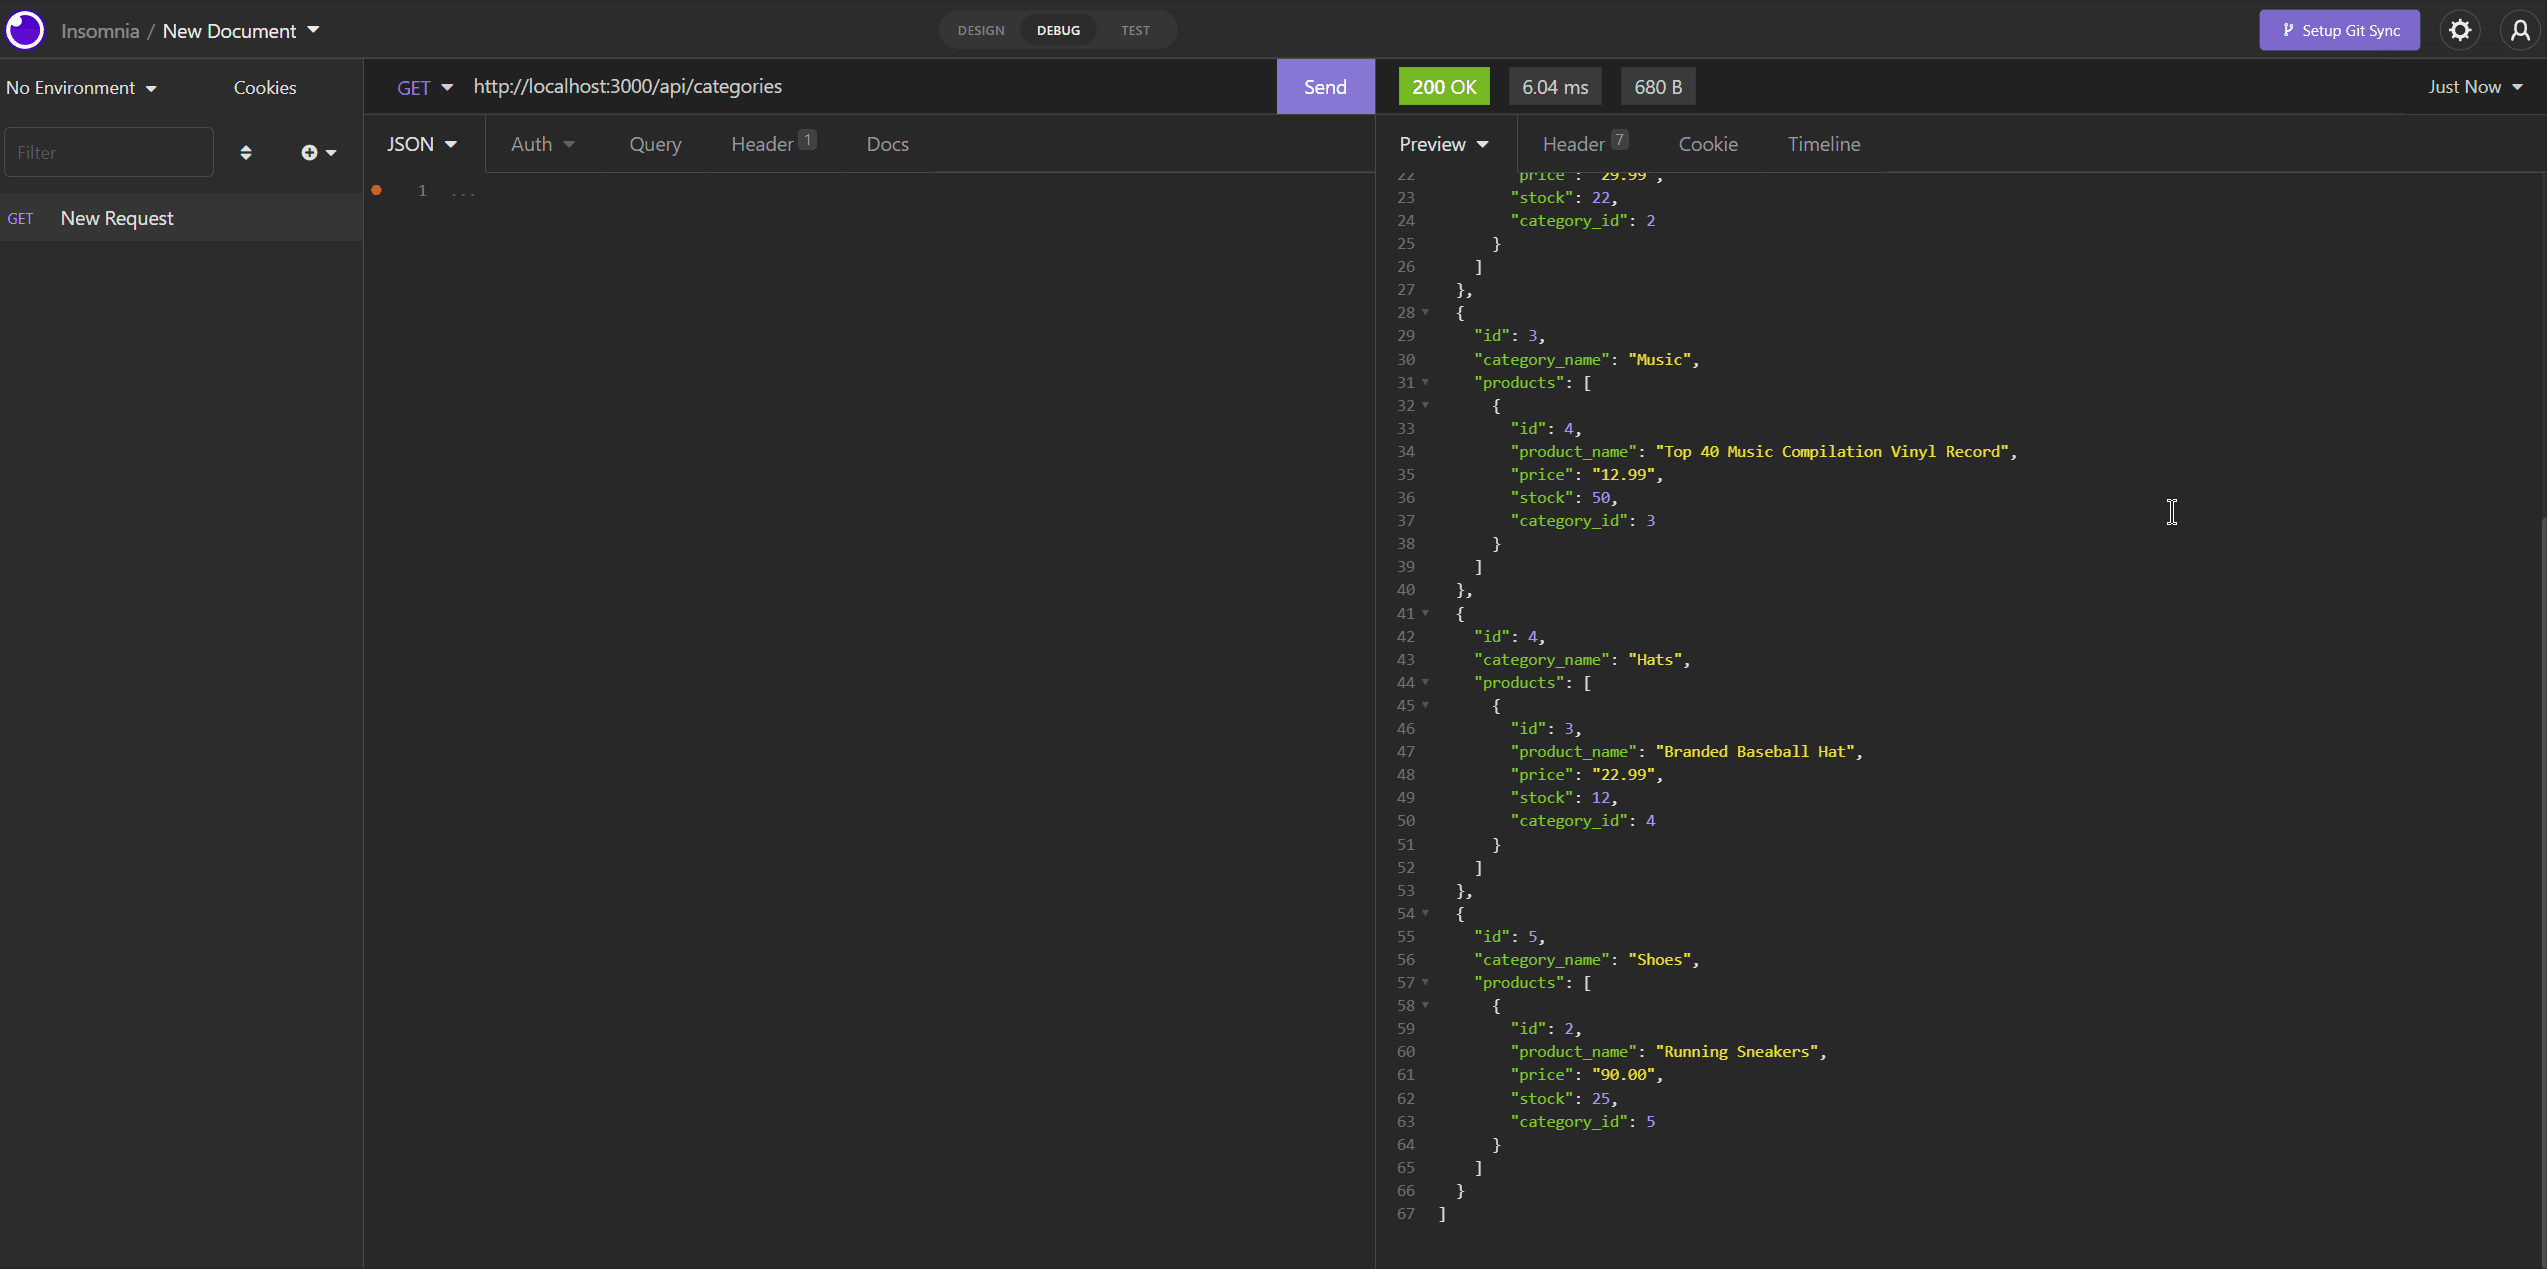 Insomnia / New Document
DESIGN DEBUG TEST
Setup Git Sync
No Environment Cookies
GET http://localhost:3000/api/categories Send
200 OK 6.04 ms 680 B Just Now
Filter
JSON Auth Query Header 1 Docs
Preview Header 7 Cookie Timeline
GET New Request
1 ...
22 "price": "29.99",
23 "stock": 22,
24 "category_id": 2
25 }
26 ]
27 },
28 {
29 "id": 3,
30 "category_name": "Music",
31 "products": [
32 {
33 "id": 4,
34 "product_name": "Top 40 Music Compilation Vinyl Record",
35 "price": "12.99",
36 "stock": 50,
37 "category_id": 3
38 }
39 ]
40 },
41 {
42 "id": 4,
43 "category_name": "Hats",
44 "products": [
45 {
46 "id": 3,
47 "product_name": "Branded Baseball Hat",
48 "price": "22.99",
49 "stock": 12,
50 "category_id": 4
51 }
52 ]
53 },
54 {
55 "id": 5,
56 "category_name": "Shoes",
57 "products": [
58 {
59 "id": 2,
60 "product_name": "Running Sneakers",
61 "price": "90.00",
62 "stock": 25,
63 "category_id": 5
64 }
65 ]
66 }
67 ]